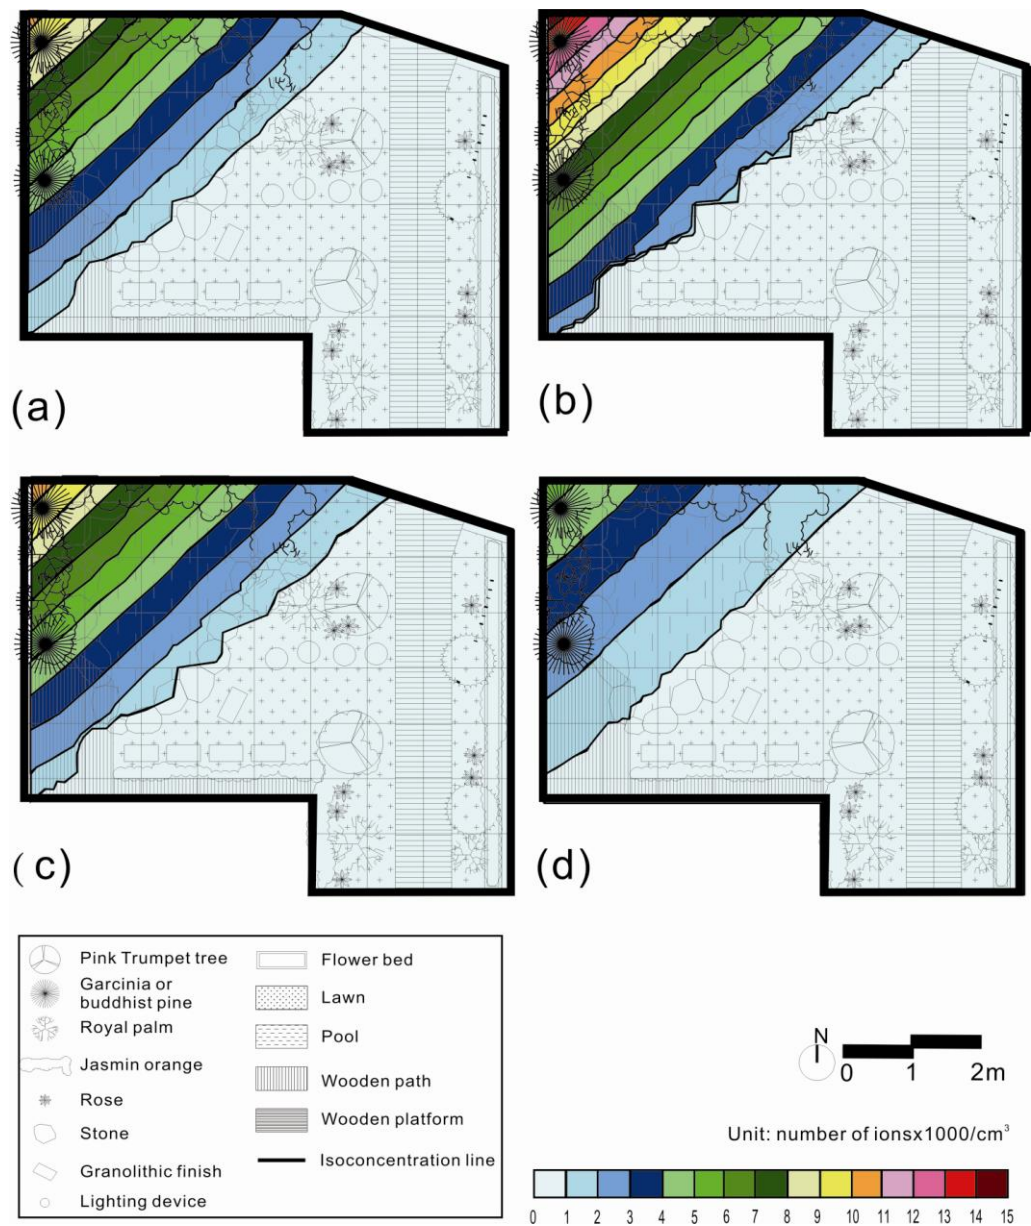 (a)
(b)
(c)
(d)
Pink Trumpet tree
Garcinia or
buddhist pine
Royal palm
Jasmin orange
Rose
Stone
Granolithic finish
Lighting device
Flower bed
Lawn
Pool
Wooden path
Wooden platform
Isoconcentration line
N
0 1 2m
Unit: number of ionsx1000/cm³
0 1 2 3 4 5 6 7 8 9 10 11 12 13 14 15